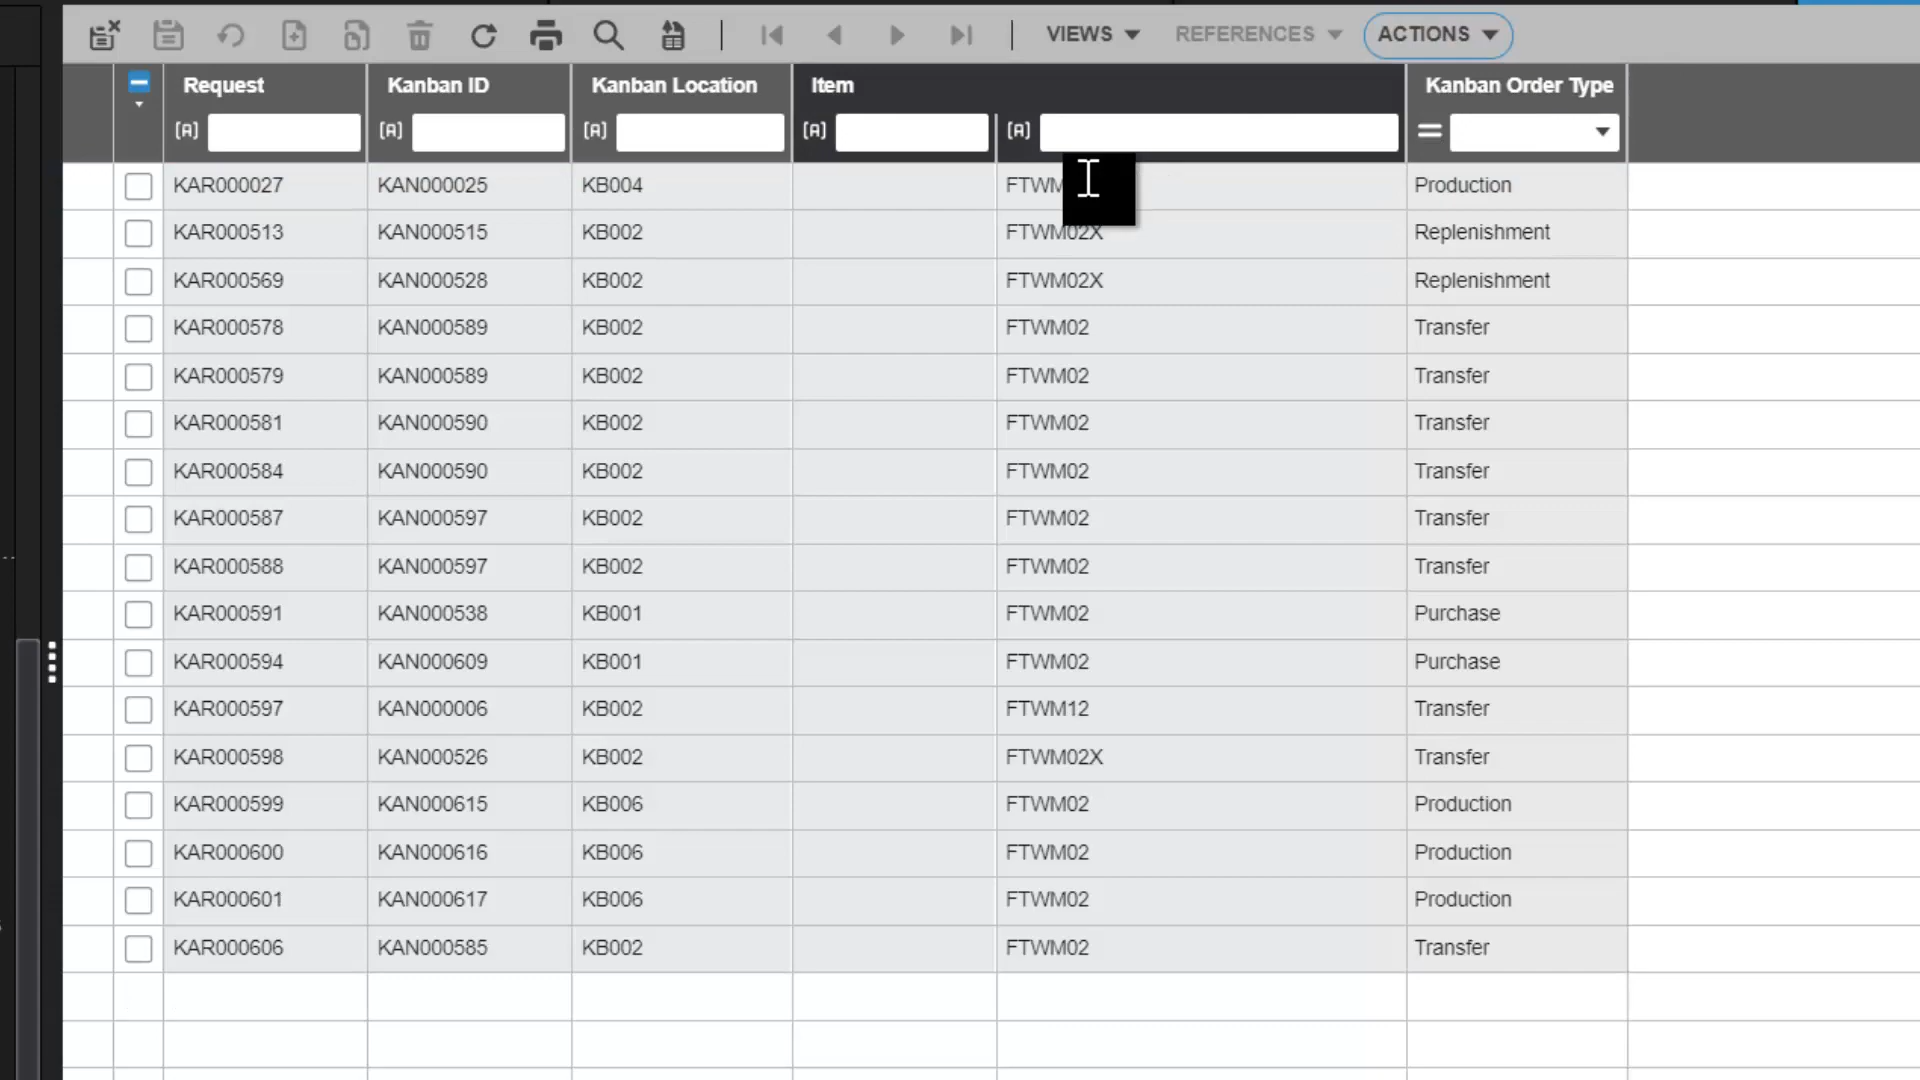 VIEWS REFERENCES ACTIONS
Request Kanban ID Kanban Location Item Kanban Order Type
[A] [A] [A] [A] [A] =
KAR000027 KAN000025 KB004 Production
KAR000513 KAN000515 KB002 FTWM02X Replenishment
KAR000569 KAN000528 KB002 FTWM02X Replenishment
KAR000578 KAN000589 KB002 FTWM02 Transfer
KAR000579 KAN000589 KB002 FTWM02 Transfer
KAR000581 KAN000590 KB002 FTWM02 Transfer
KAR000584 KAN000590 KB002 FTWM02 Transfer
KAR000587 KAN000597 KB002 FTWM02 Transfer
KAR000588 KAN000597 KB002 FTWM02 Transfer
KAR000591 KAN000538 KB001 FTWM02 Purchase
KAR000594 KAN000609 KB001 FTWM02 Purchase
KAR000597 KAN000006 KB002 FTWM12 Transfer
KAR000598 KAN000526 KB002 FTWM02X Transfer
KAR000599 KAN000615 KB006 FTWM02 Production
KAR000600 KAN000616 KB006 FTWM02 Production
KAR000601 KAN000617 KB006 FTWM02 Production
KAR000606 KAN000585 KB002 FTWM02 Transfer